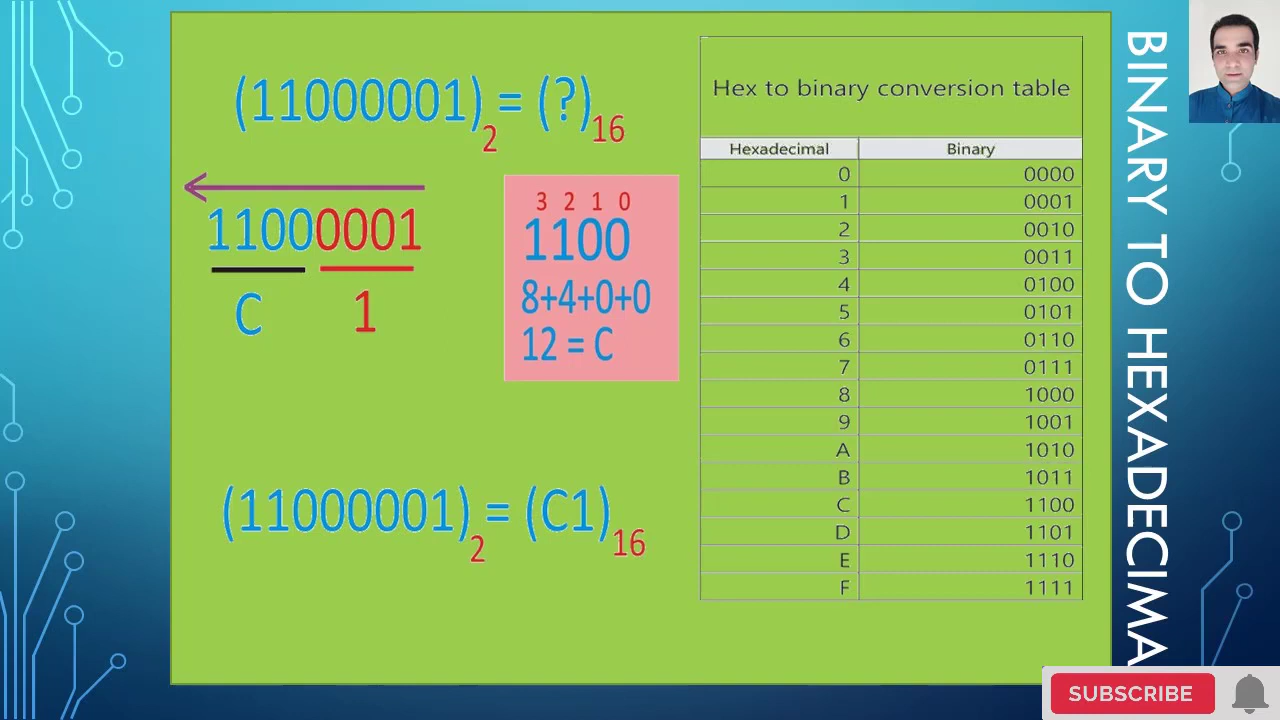 (11000001)2 = (?)16
11000001
C 1
3 2 1 0
1100
8+4+0+0
12 = C
(11000001)2 = (C1)16
Hex to binary conversion table
Hexadecimal Binary
0 0000
1 0001
2 0010
3 0011
4 0100
5 0101
6 0110
7 0111
8 1000
9 1001
A 1010
B 1011
C 1100
D 1101
E 1110
F 1111
BINARY TO HEXADECIMA
SUBSCRIBE